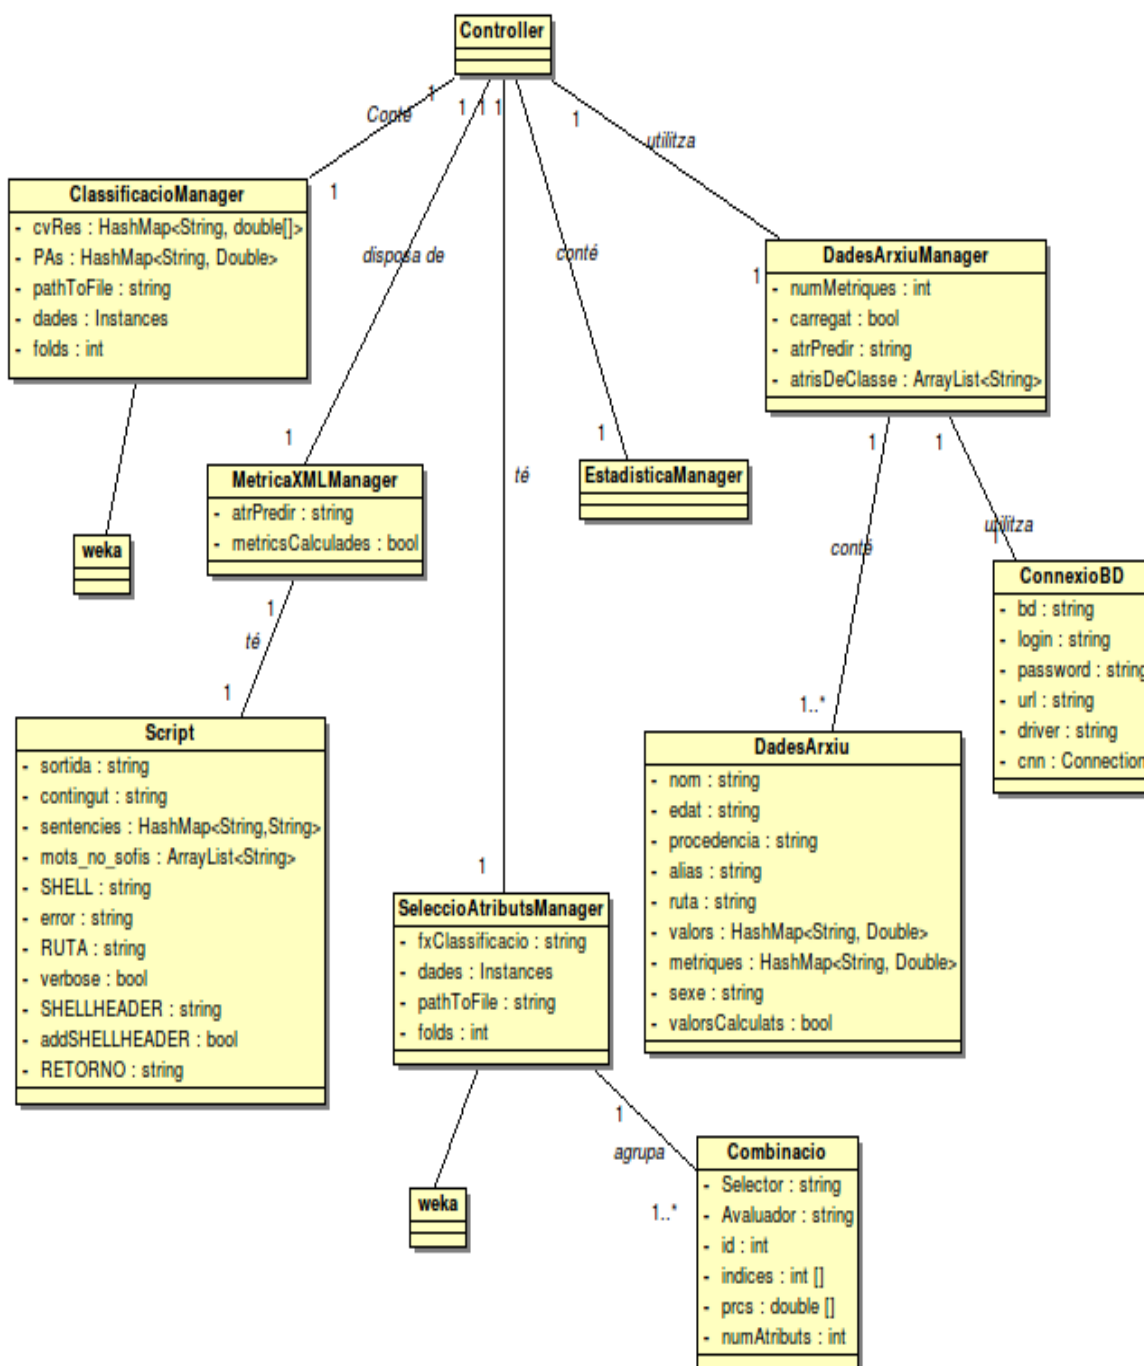 Controller
1
Conté
1
1 1 1
1
utilitza
ClassificacioManager
- cvRes : HashMap<String, double[]>
- PAs : HashMap<String, Double>
- pathToFile : string
- dades : Instances
- folds : int
disposa de
conté
1
DadesArxiuManager
- numMetriques : int
- carregat : bool
- atrPredir : string
- atrisDeClasse : ArrayList<String>
1
MetricaXMLManager
- atrPredir : string
- metricsCalculades : bool
té
1
EstadisticaManager
1
1
weka
conté
utilitza
1
ConnexioBD
- bd : string
- login : string
- password : string
- url : string
- driver : string
- cnn : Connection
1
té
1
Script
- sortida : string
- contingut : string
- sentencies : HashMap<String,String>
- mots_no_sofis : ArrayList<String>
- SHELL : string
- error : string
- RUTA : string
- verbose : bool
- SHELLHEADER : string
- addSHELLHEADER : bool
- RETORNO : string
1..*
DadesArxiu
- nom : string
- edat : string
- procedencia : string
- alias : string
- ruta : string
- valors : HashMap<String, Double>
- metriques : HashMap<String, Double>
- sexe : string
- valorsCalculats : bool
1
SeleccioAtributsManager
- fxClassificacio : string
- dades : Instances
- pathToFile : string
- folds : int
1
agrupa
1..*
weka
Combinacio
- Selector : string
- Avaluador : string
- id : int
- indices : int []
- prcs : double []
- numAtributs : int